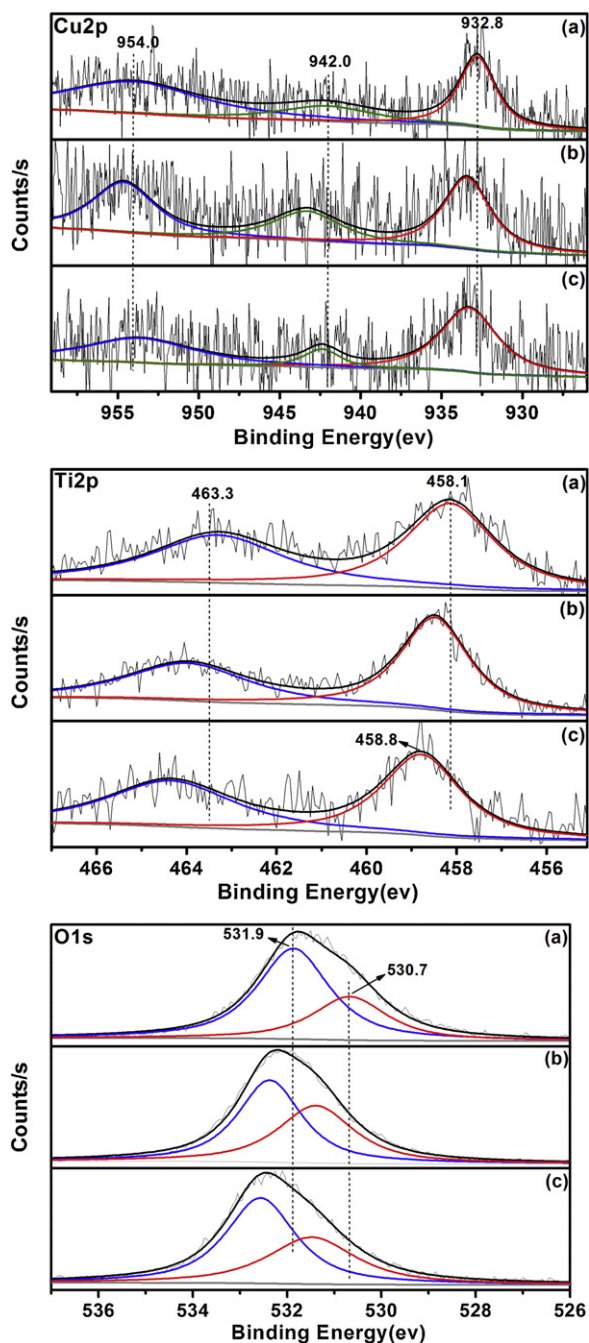 Cu2p
954.0
942.0
932.8
(a)
(b)
(c)
Counts/s
955 950 945 940 935 930
Binding Energy(ev)
Ti2p
463.3
458.1
(a)
(b)
458.8
(c)
Counts/s
466 464 462 460 458 456
Binding Energy(ev)
O1s
531.9
530.7
(a)
(b)
(c)
Counts/s
536 534 532 530 528 526
Binding Energy(ev)